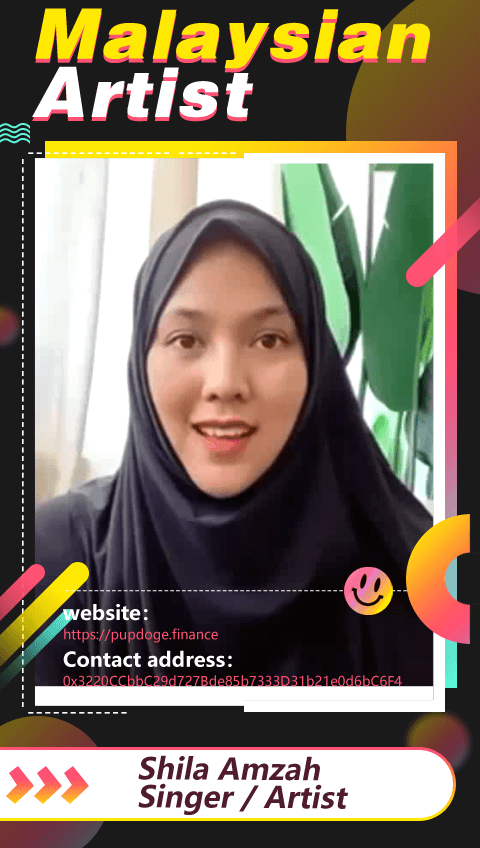 Malaysian
Artist
website:
https://pupdoge.finance
Contact address:
0x3220CCbbC29d727Bde85b7333D31b21e0d6bC6F4
Shila Amzah
Singer / Artist